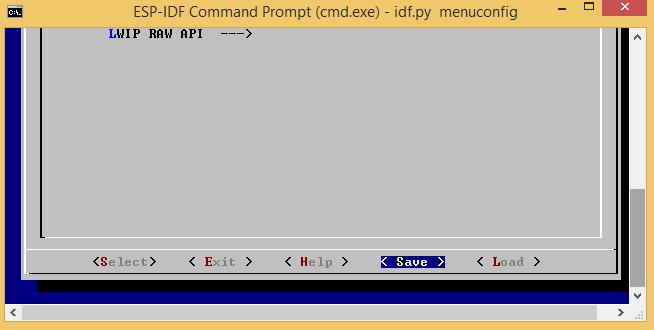 ESP-IDF Command Prompt (cmd.exe) - idf.py menuconfig
LWIP RAW API --->
<Select> < Exit > < Help > < Save > < Load >